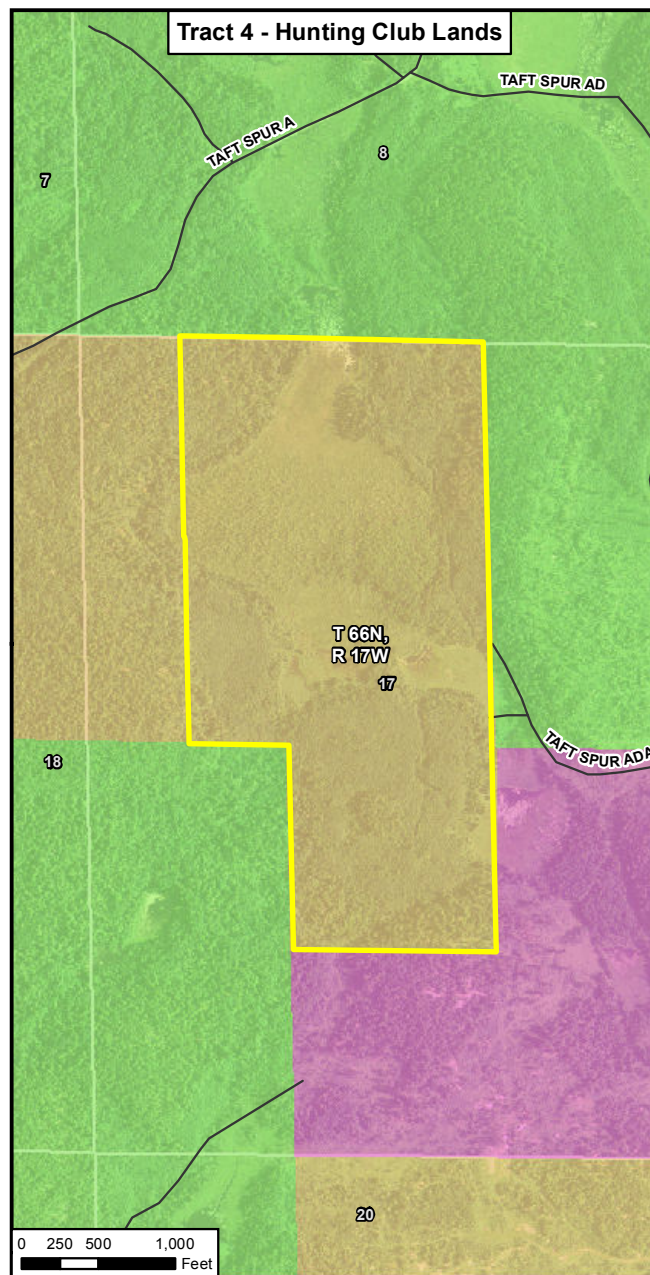 Tract 4 - Hunting Club Lands
TAFT SPUR AD
TAFT SPUR A
8
7
T 66N,
R 17W
17
TAFT SPUR ADA
18
20
0 250 500 1,000
Feet